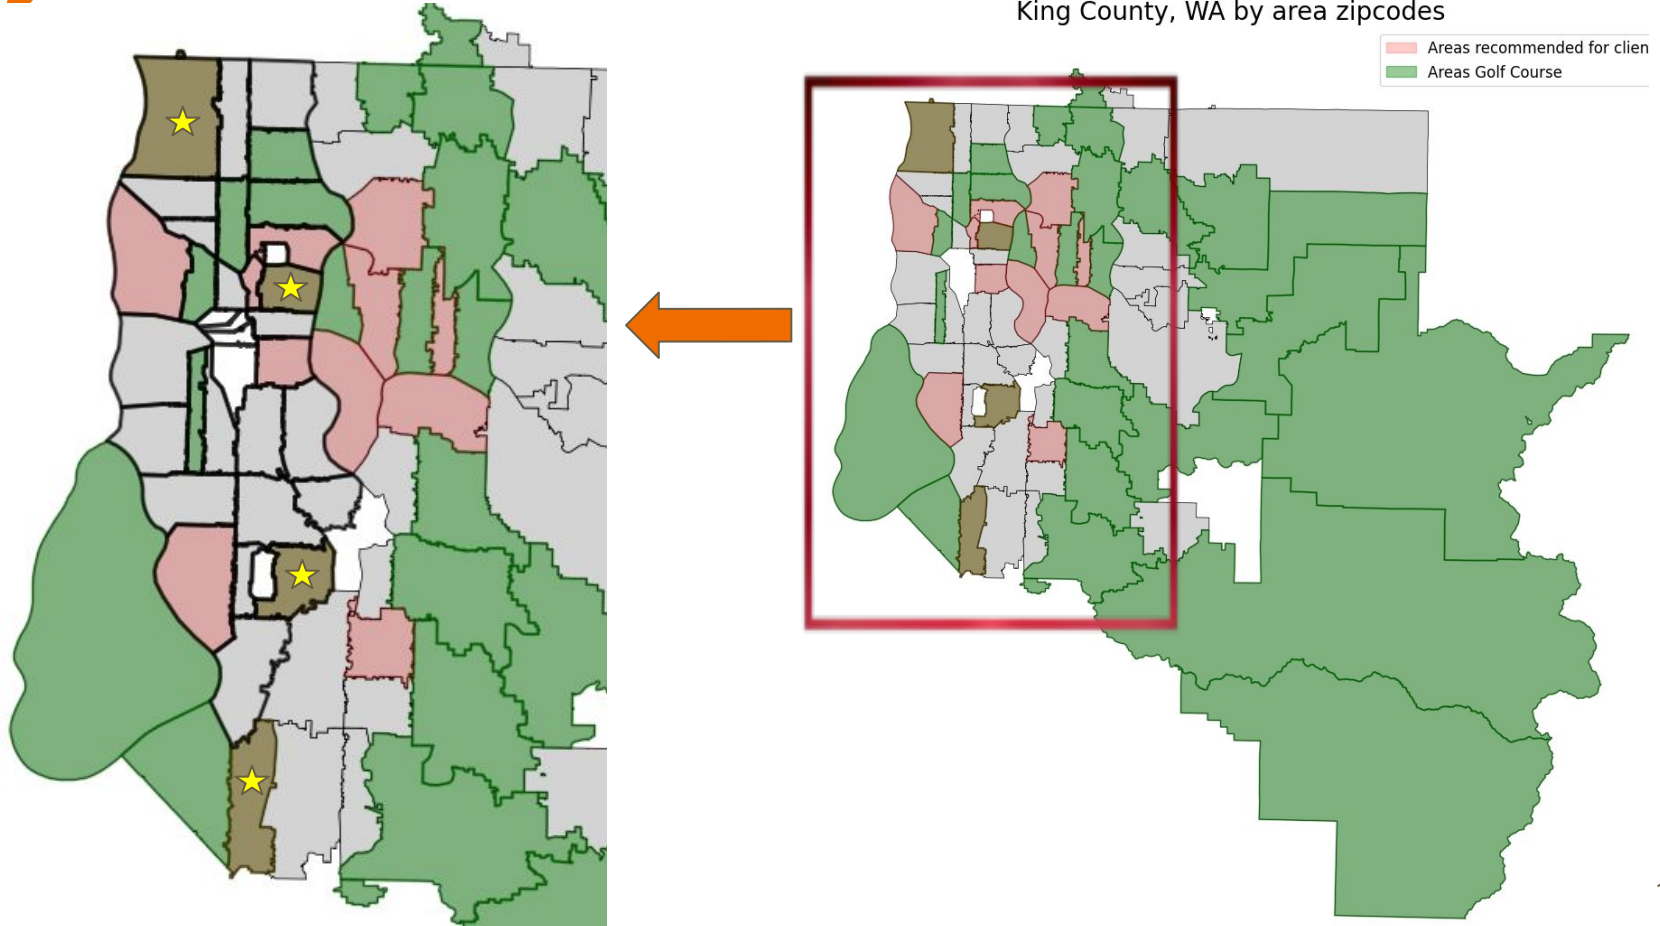 King County, WA by area zipcodes
Areas recommended for clien
Areas Golf Course